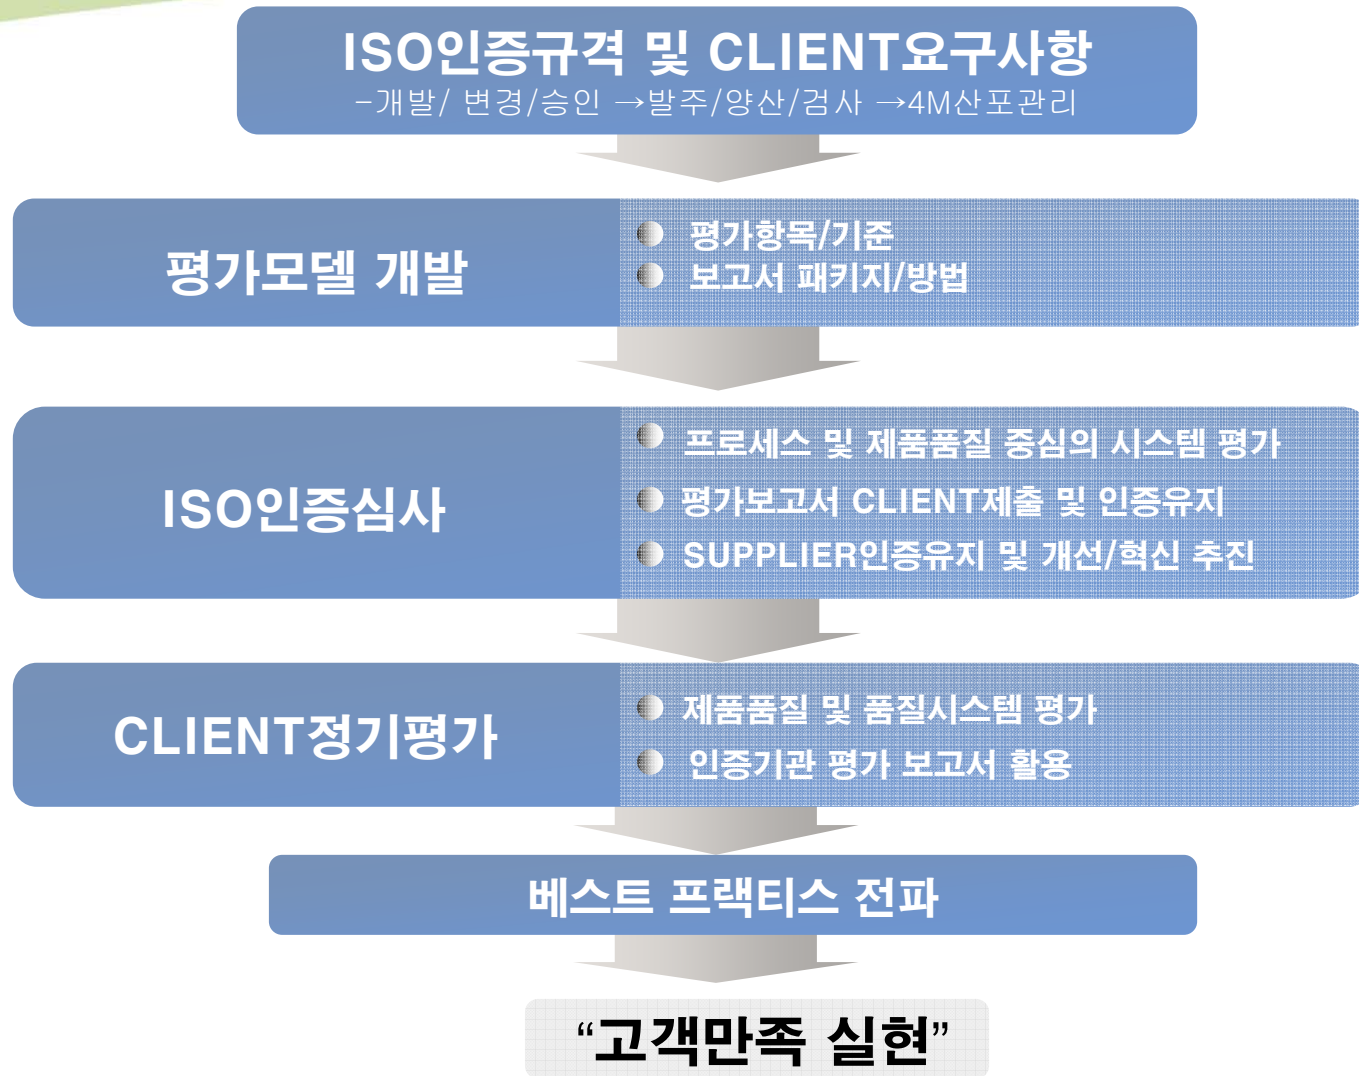 ISO인증규격 및 CLIENT요구사항
-개발/ 변경/승인 →발주/양산/검사 →4M산포관리
평가모델 개발
평가항목/기준
보고서 패키지/방법
ISO인증심사
프로세스 및 제품품질 중심의 시스템 평가
평가보고서 CLIENT제출 및 인증유지
SUPPLIER인증유지 및 개선/혁신 추진
CLIENT정기평가
제품품질 및 품질시스템 평가
인증기관 평가 보고서 활용
베스트 프랙티스 전파
“고객만족 실현”